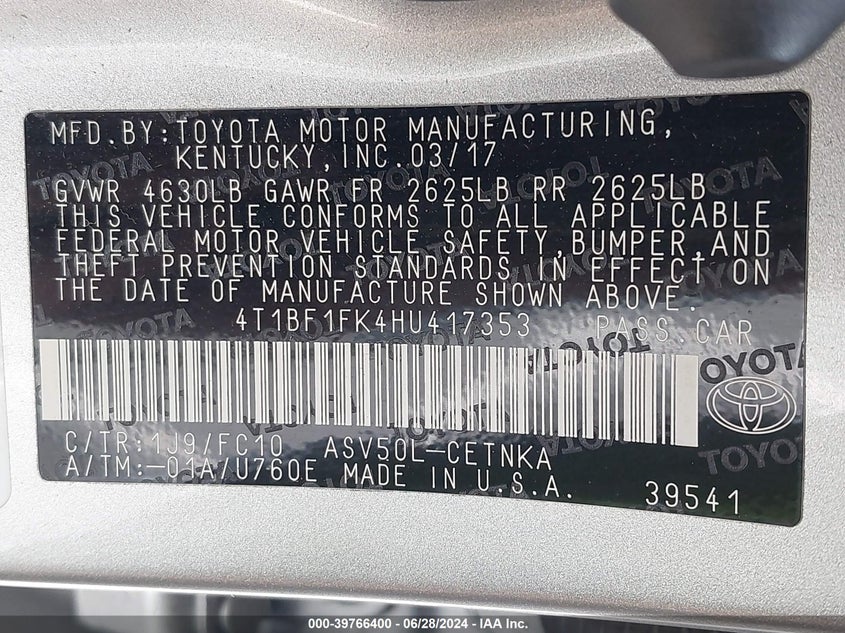 MFD.BY:TOYOTA MOTOR MANUFACTURING,
KENTUCKY, INC.03/17
GVWR 4630LB GAWR FR 2625LB RR 2625LB
THIS VEHICLE CONFORMS TO ALL APPLICABLE
FEDERAL MOTOR VEHICLE SAFETY, BUMPER, AND
THEFT PREVENTION STANDARDS IN EFFECT ON
THE DATE OF MANUFACTURE SHOWN ABOVE.
4T1BF1FK4HU417353 PASS.CAR
TOYOTA
C/TR:1J9/FC10 ASV50L-CETNKA
A/TM:-01A/U760E MADE IN U.S.A.
39541
000-39766400 - 06/28/2024 - IAA Inc.